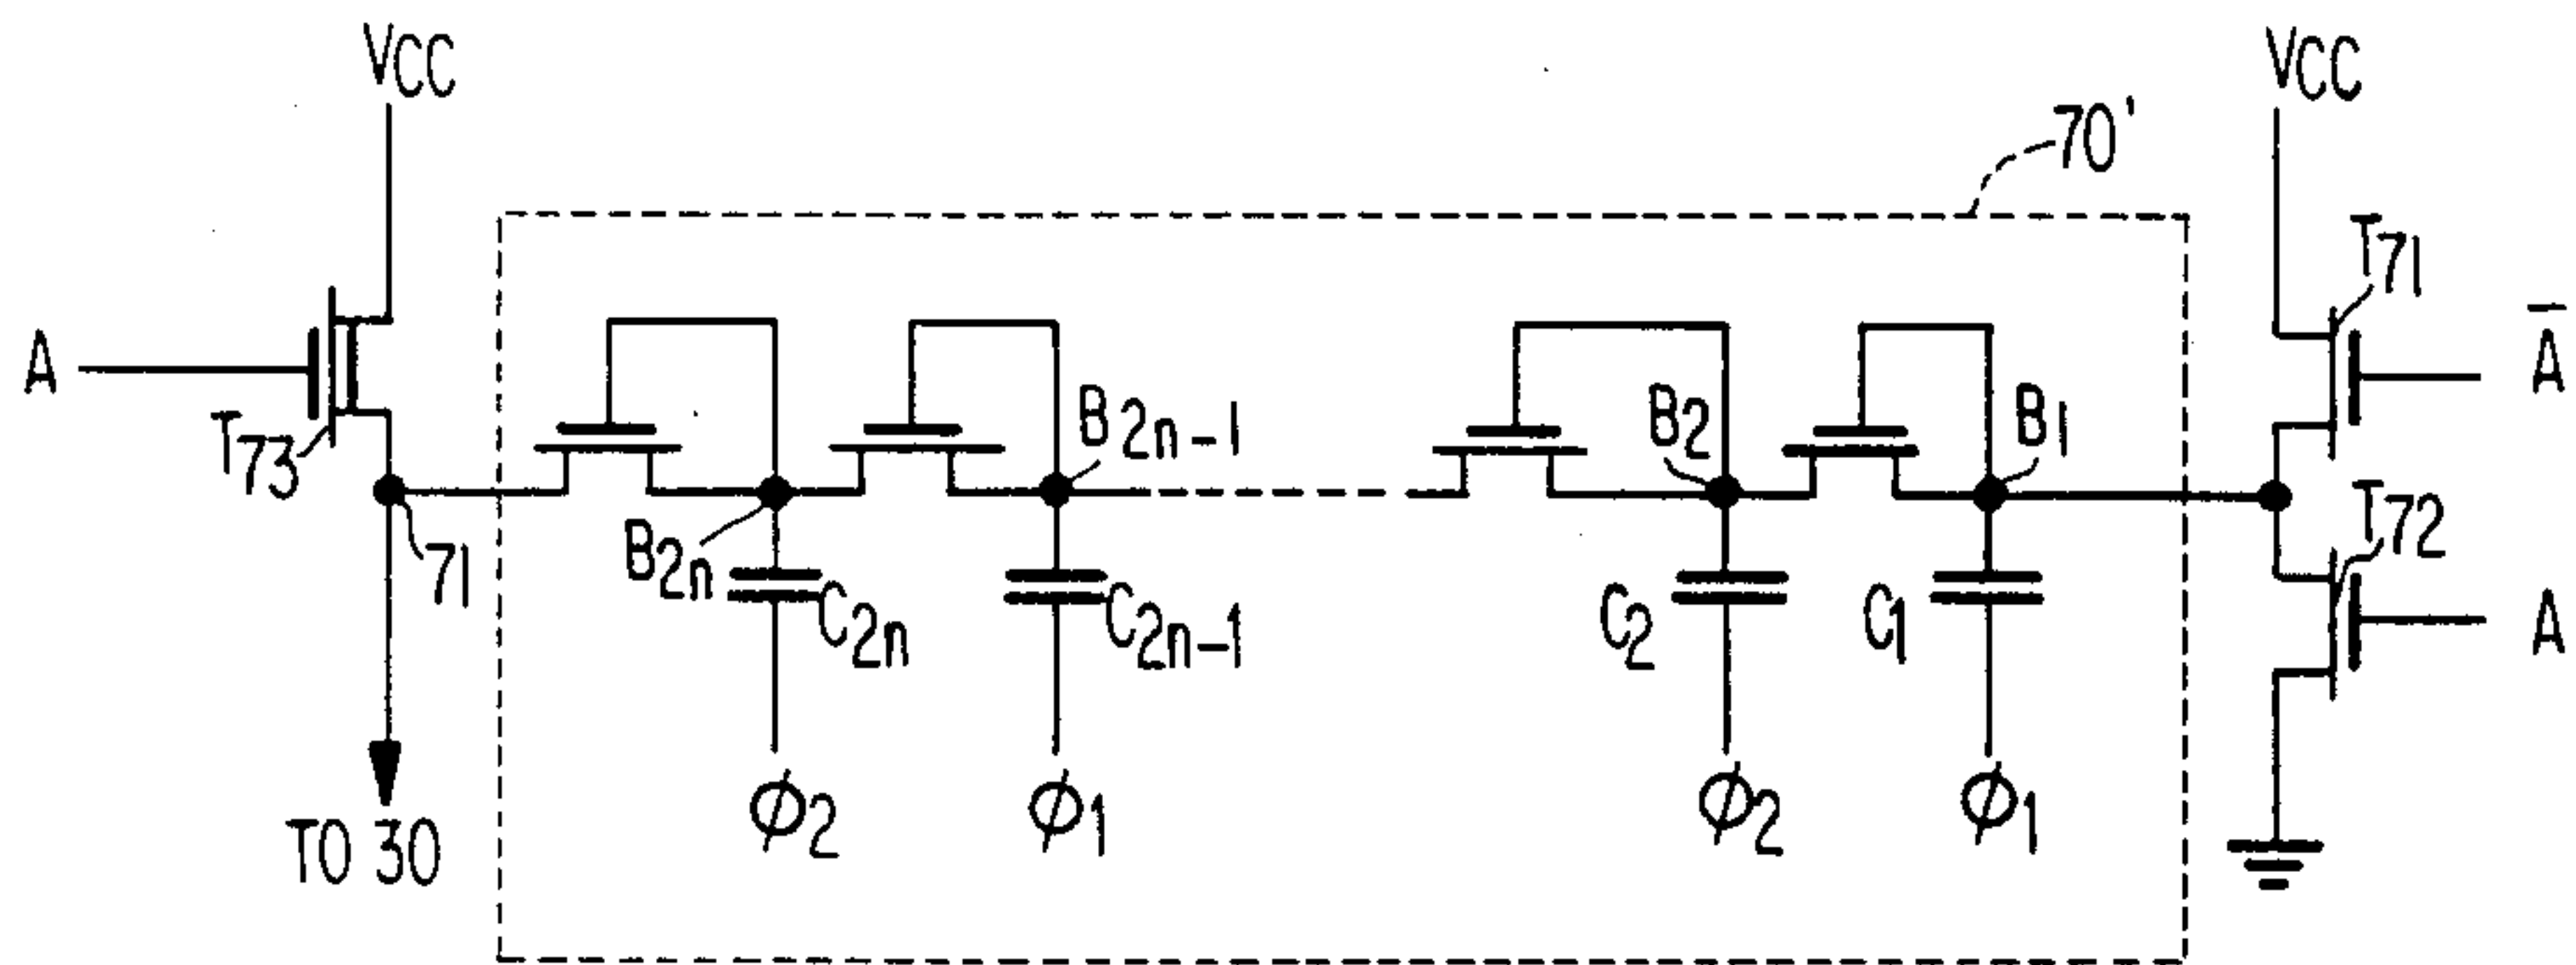 VCC
VCC
70'
T71
A
Ā
T73
B2n-1
B2
B1
71
B2n
C2n
C2n-1
C2
C1
T72
A
ϕ2
ϕ1
ϕ2
ϕ1
TO 30